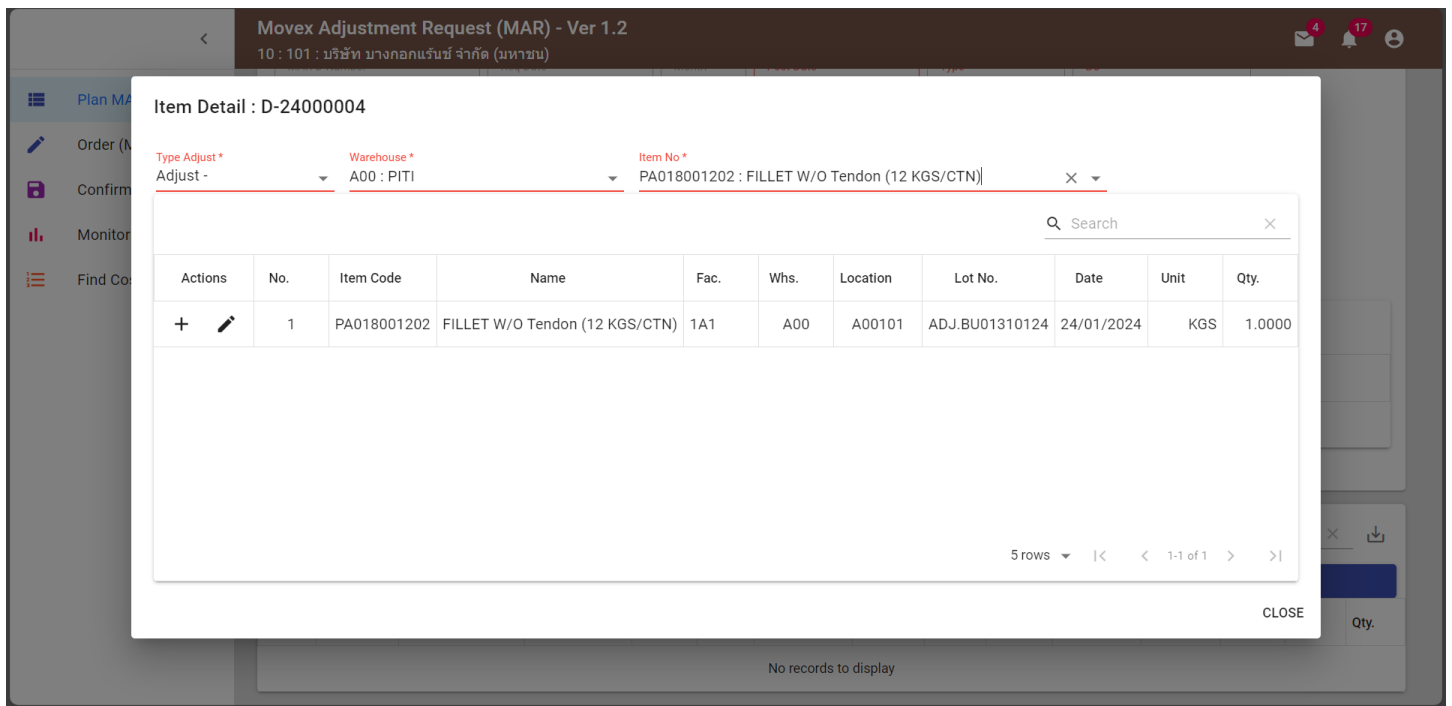 Movex Adjustment Request (MAR) - Ver 1.2
10 : 101 : บริษัท บางกอกแร้นช์ จำกัด (มหาชน)
4
17
Plan MA
Order (M
Confirm
Monitor
Find Co
Item Detail : D-24000004
Type Adjust * Warehouse * Item No *
Adjust - A00 : PITI PA018001202 : FILLET W/O Tendon (12 KGS/CTN)
Search
Actions No. Item Code Name Fac. Whs. Location Lot No. Date Unit Qty.
1 PA018001202 FILLET W/O Tendon (12 KGS/CTN) 1A1 A00 A00101 ADJ.BU01310124 24/01/2024 KGS 1.0000
5 rows 1-1 of 1
CLOSE
Qty.
No records to display